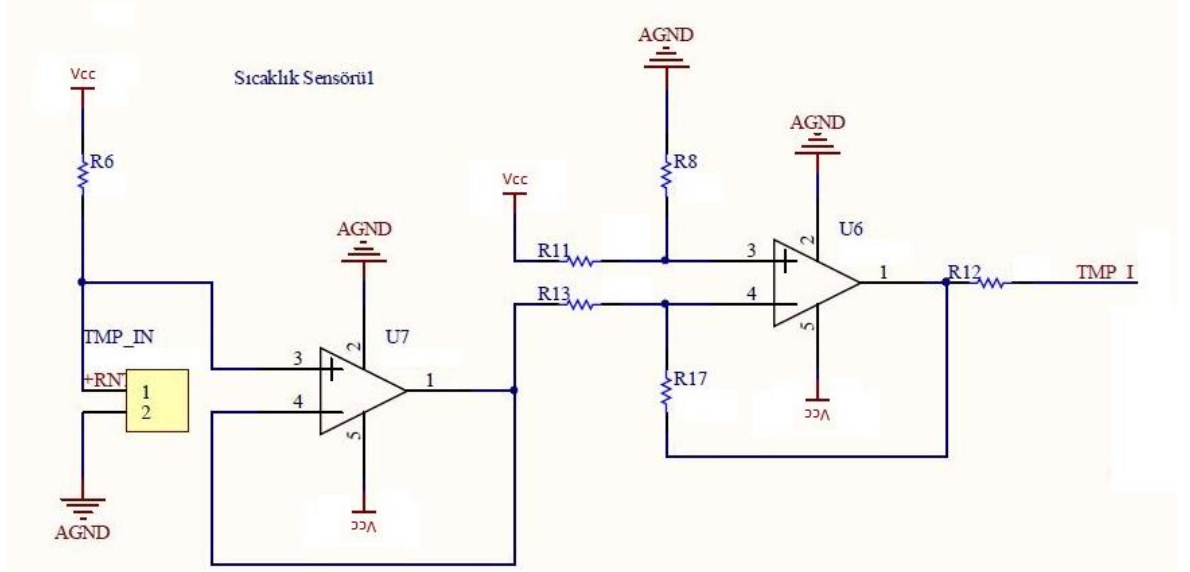 AGND
Vcc
Sıcaklık Sensörü1
AGND
R6
R8
Vcc
U6
2
AGND
R11
3
1
R12
TMP_I
R13
4
5
TMP_IN
U7
2
R17
+RNT
3
1
1
2
4
Vcc
5
AGND
Vcc